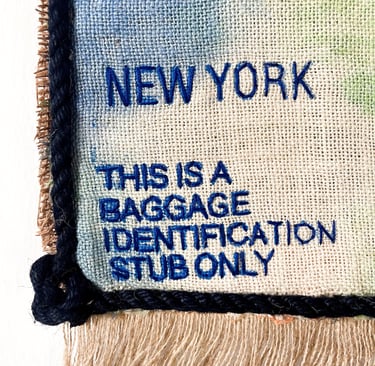 NEW YORK
THIS IS A
BAGGAGE
IDENTIFICATION
STUB ONLY